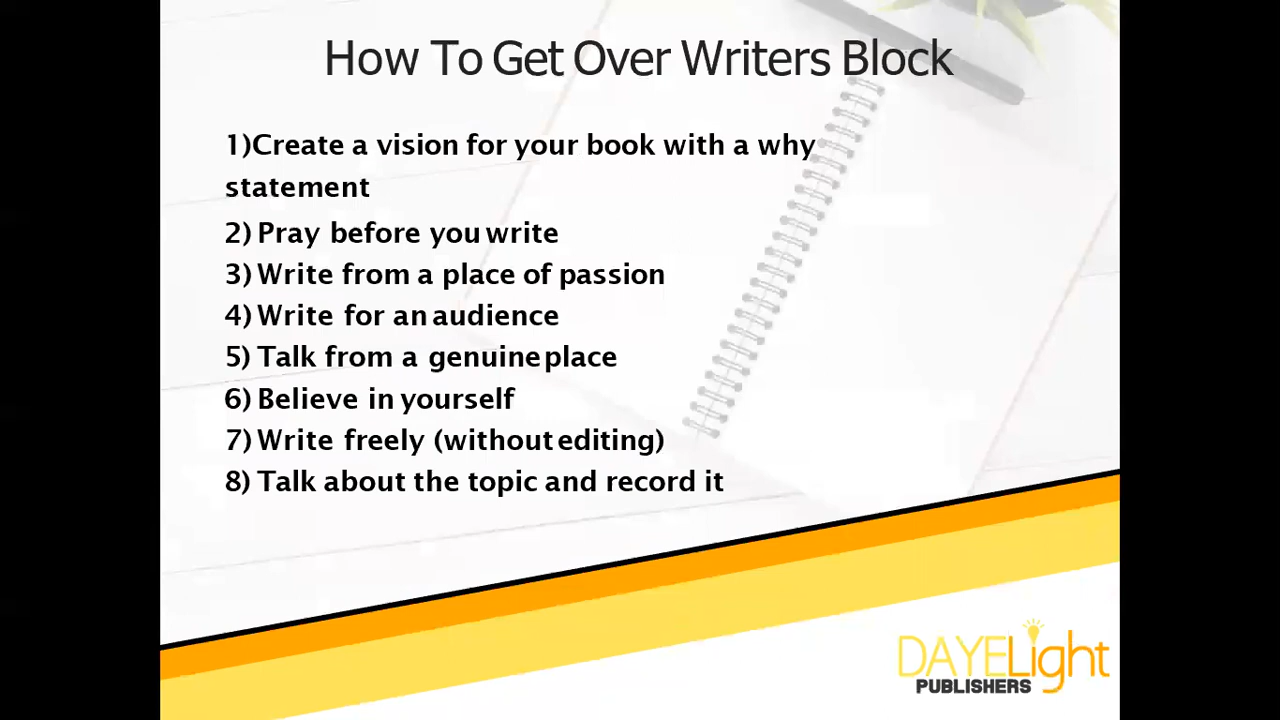 How To Get Over Writers Block
1)Create a vision for your book with a why
statement
2) Pray before you write
3) Write from a place of passion
4) Write for an audience
5) Talk from a genuine place
6) Believe in yourself
7) Write freely (without editing)
8) Talk about the topic and record it
DAYELight
PUBLISHERS